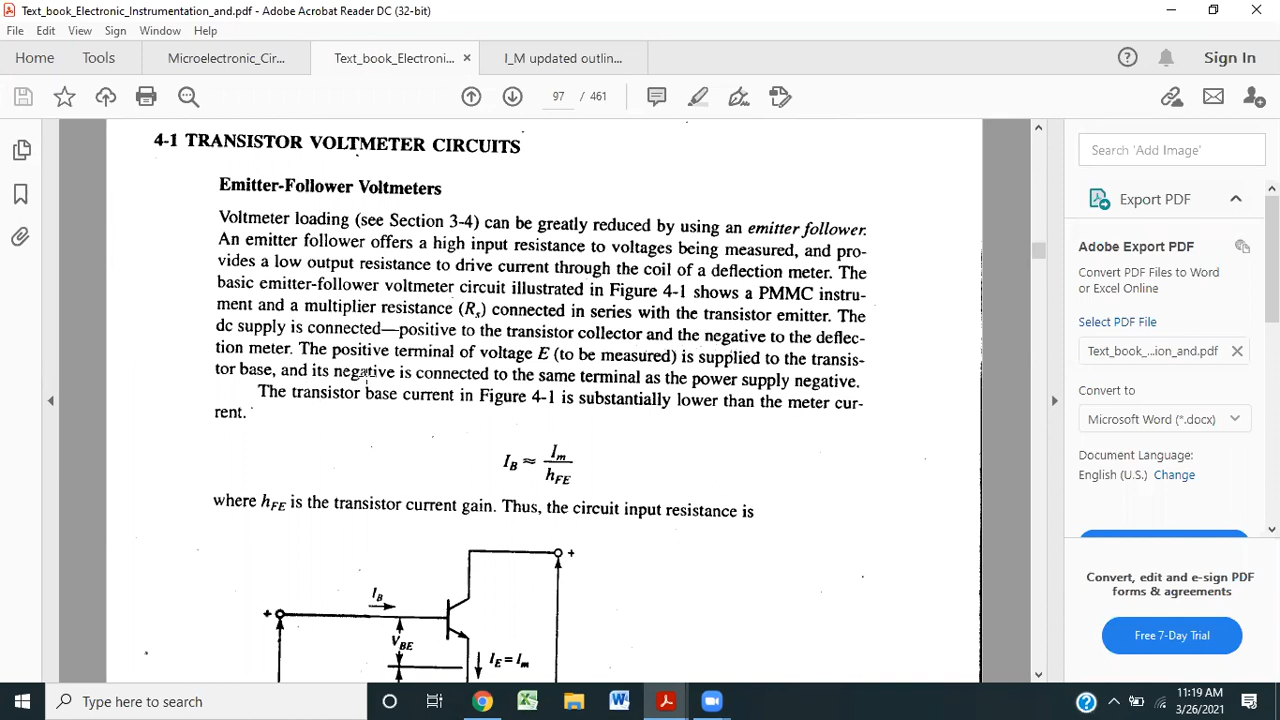 Text_book_Electronic_Instrumentation_and.pdf - Adobe Acrobat Reader DC (32-bit)
File Edit View Sign Window Help
Home Tools Microelectronic_Cir... Text_book_Electroni... × I_M updated outlin... Sign In
97 / 461
4-1 TRANSISTOR VOLTMETER CIRCUITS
Emitter-Follower Voltmeters
Voltmeter loading (see Section 3-4) can be greatly reduced by using an emitter follower.
An emitter follower offers a high input resistance to voltages being measured, and pro-
vides a low output resistance to drive current through the coil of a deflection meter. The
basic emitter-follower voltmeter circuit illustrated in Figure 4-1 shows a PMMC instru-
ment and a multiplier resistance (Rs) connected in series with the transistor emitter. The
dc supply is connected—positive to the transistor collector and the negative to the deflec-
tion meter. The positive terminal of voltage E (to be measured) is supplied to the transis-
tor base, and its negative is connected to the same terminal as the power supply negative.
The transistor base current in Figure 4-1 is substantially lower than the meter cur-
rent.
IB ≈ Im / hFE
where hFE is the transistor current gain. Thus, the circuit input resistance is
+
IB
+
VBE
IE = Im
Search 'Add Image'
Export PDF
Adobe Export PDF
Convert PDF Files to Word
or Excel Online
Select PDF File
Text_book_...ion_and.pdf ×
Convert to
Microsoft Word (*.docx)
Document Language:
English (U.S.) Change
Convert, edit and e-sign PDF
forms & agreements
Free 7-Day Trial
Type here to search
11:19 AM
3/26/2021